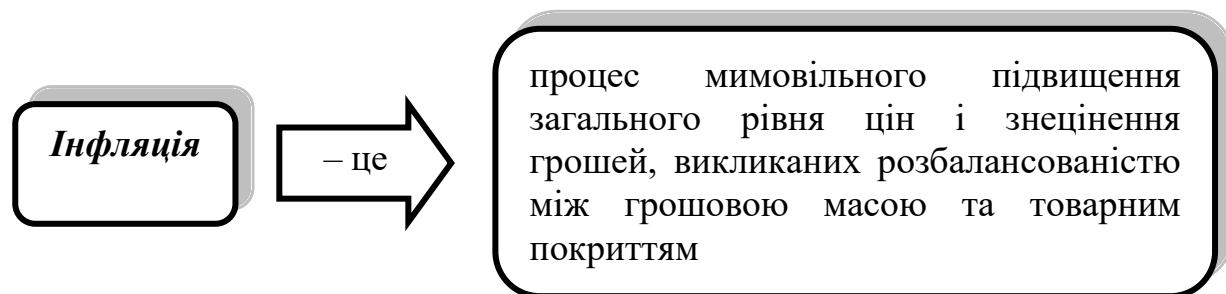 Інфляція
– це
процес мимовільного підвищення
загального рівня цін і знецінення
грошей, викликаних розбалансованістю
між грошовою масою та товарним
покриттям